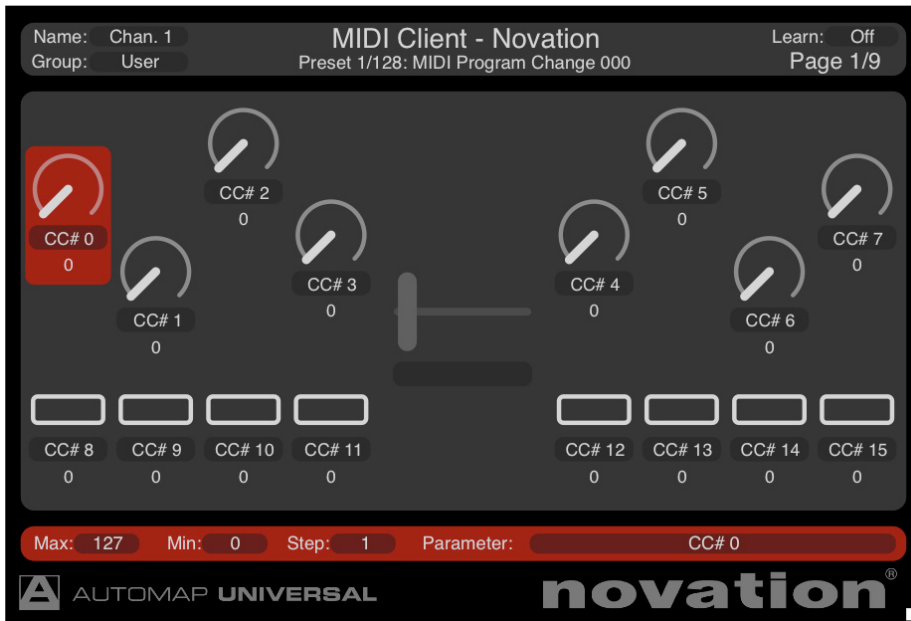 Name: Chan. 1 MIDI Client - Novation Learn: Off
Group: User Preset 1/128: MIDI Program Change 000 Page 1/9
CC# 2 CC# 5
0 0
CC# 0 CC# 7
0 0
CC# 3 CC# 4
0 0
CC# 1 CC# 6
0 0
CC# 8 CC# 9 CC# 10 CC# 11 CC# 12 CC# 13 CC# 14 CC# 15
0 0 0 0 0 0 0 0
Max: 127 Min: 0 Step: 1 Parameter: CC# 0
A AUTOMAP UNIVERSAL novation®